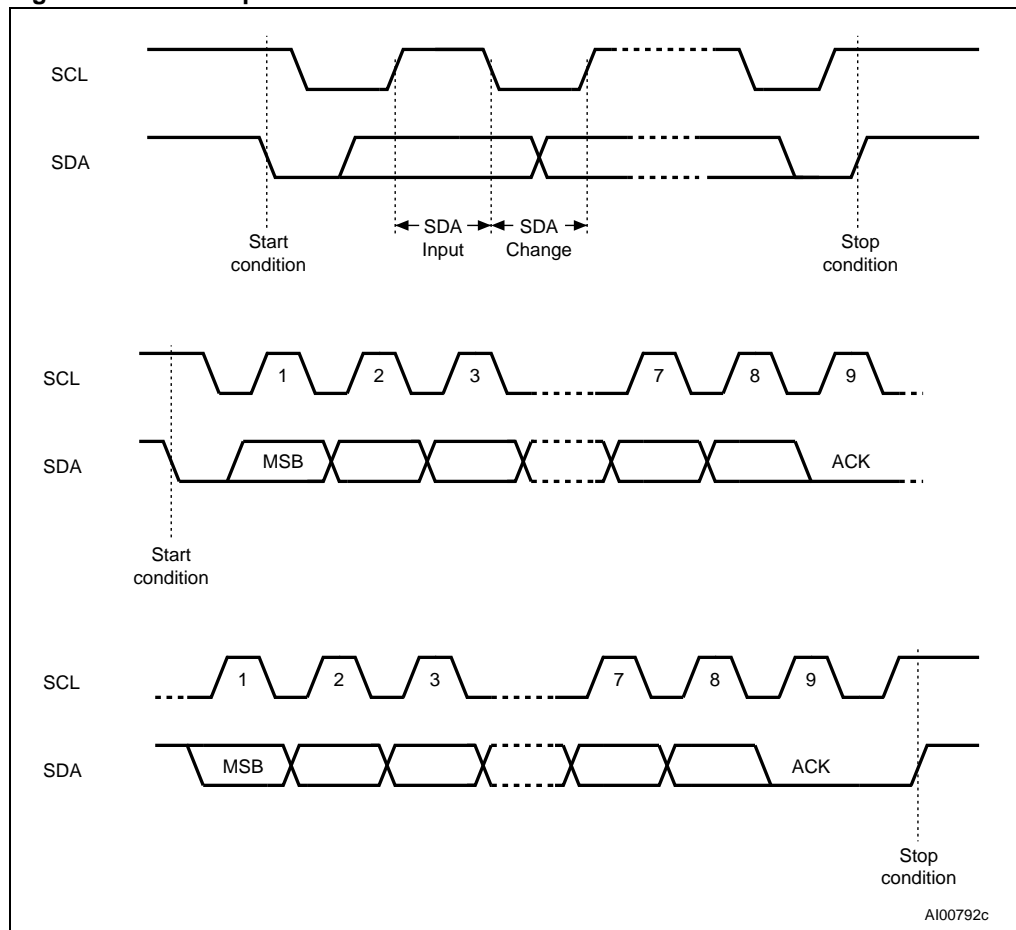 SCL
SDA
SDA Input
SDA Change
Start condition
Stop condition
SCL
1 2 3 7 8 9
SDA
MSB
ACK
Start condition
SCL
1 2 3 7 8 9
SDA
MSB
ACK
Stop condition
AI00792c